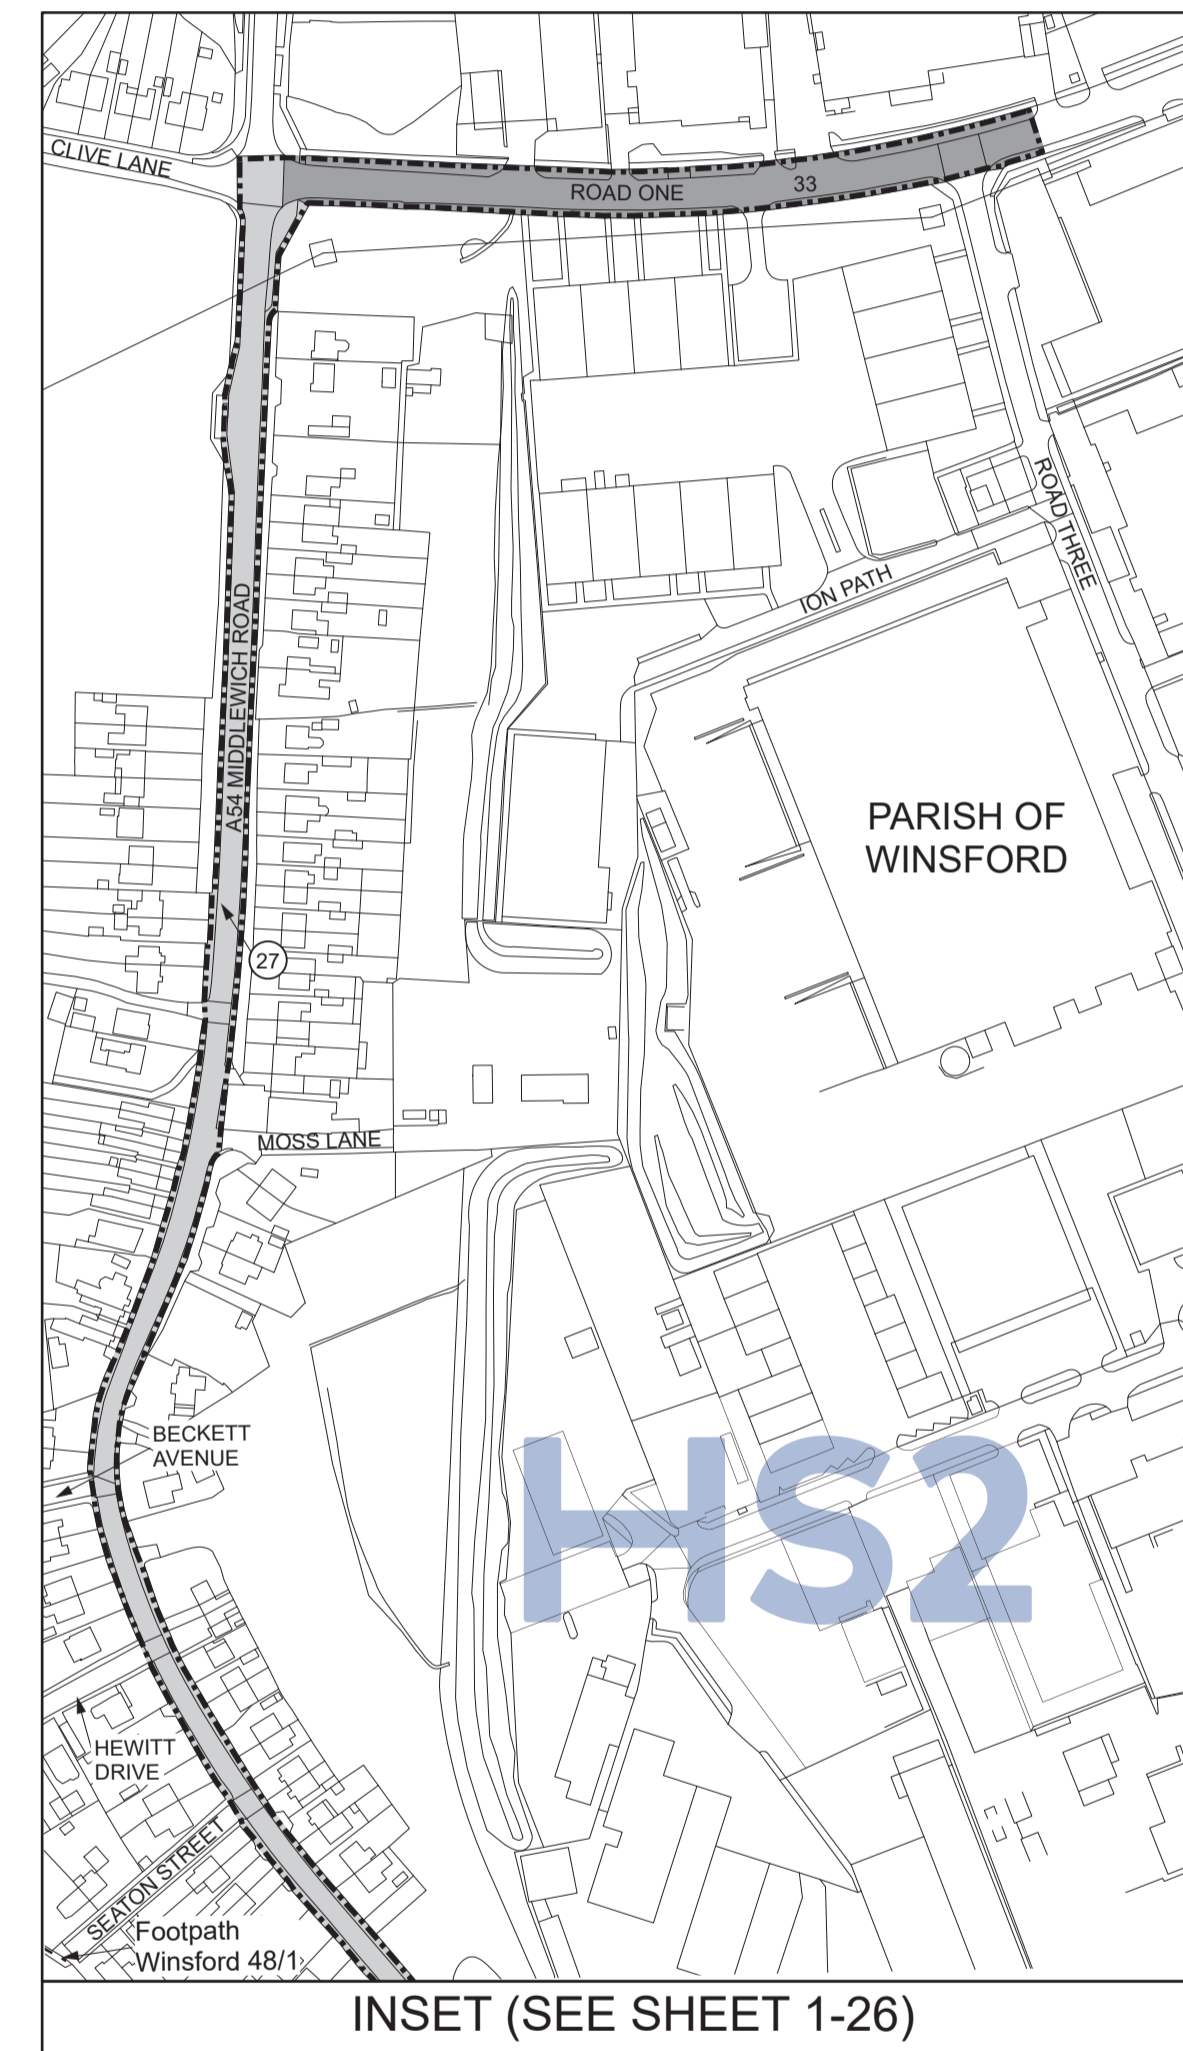 CLIVE LANE
ROAD ONE
33
ROAD THREE
ION PATH
A54 MIDDLEWICH ROAD
PARISH OF
WINSFORD
27
MOSS LANE
BECKETT
AVENUE
HS2
HEWITT
DRIVE
SEATON STREET
Footpath
Winsford 48/1
INSET (SEE SHEET 1-26)